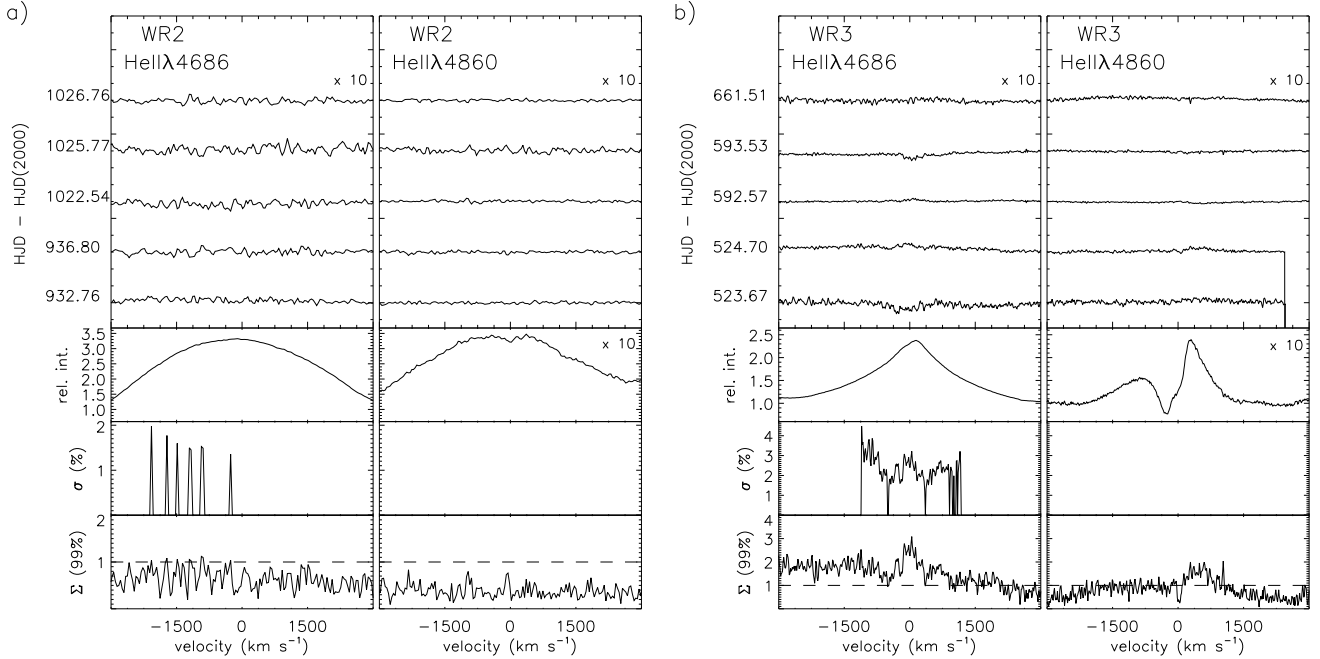 a)
WR2
HeIIλ4686
x 10
WR2
HeIIλ4860
x 10
HJD − HJD(2000)
1026.76
1025.77
1022.54
936.80
932.76
rel. int.
3.5
3.0
2.5
2.0
1.5
1.0
x 10
σ (%)
2
1
Σ (99%)
2
1
−1500 0 1500
velocity (km s⁻¹)
−1500 0 1500
velocity (km s⁻¹)
b)
WR3
HeIIλ4686
x 10
WR3
HeIIλ4860
x 10
HJD − HJD(2000)
661.51
593.53
592.57
524.70
523.67
rel. int.
2.5
2.0
1.5
1.0
x 10
σ (%)
4
3
2
1
Σ (99%)
4
3
2
1
−1500 0 1500
velocity (km s⁻¹)
−1500 0 1500
velocity (km s⁻¹)